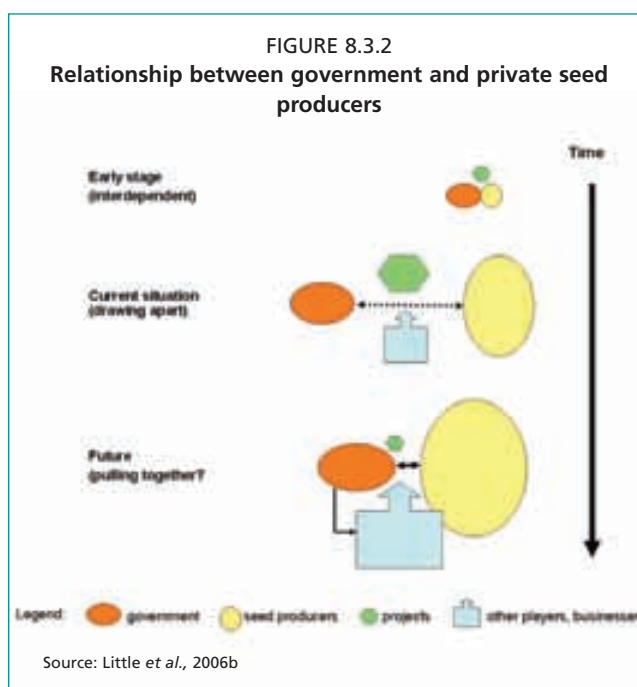 FIGURE 8.3.2
Relationship between government and private seed
producers
Time
Early stage
(interdependent)
Current situation
(drawing apart)
Future
(pulling together?
Legend: government seed producers projects other players, businesses
Source: Little et al., 2006b